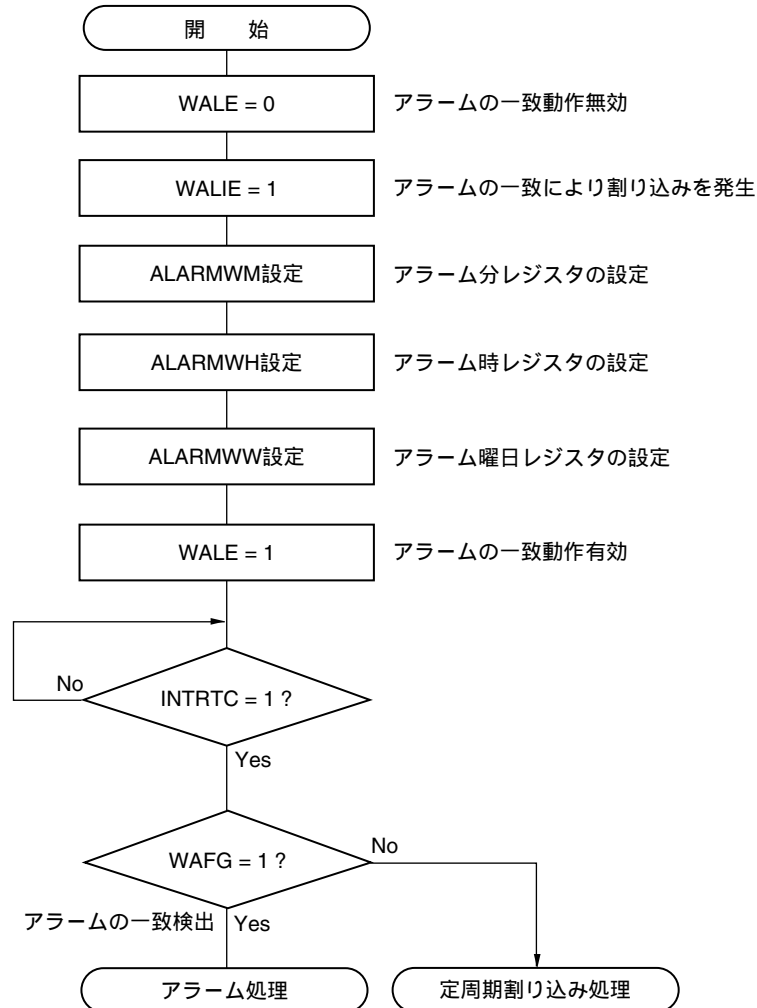 開　　始
WALE = 0　アラームの一致動作無効
WALIE = 1　アラームの一致により割り込みを発生
ALARMWM設定　アラーム分レジスタの設定
ALARMWH設定　アラーム時レジスタの設定
ALARMWW設定　アラーム曜日レジスタの設定
WALE = 1　アラームの一致動作有効
No
INTRTC = 1 ?
Yes
WAFG = 1 ?
No
アラームの一致検出　Yes
アラーム処理　定周期割り込み処理